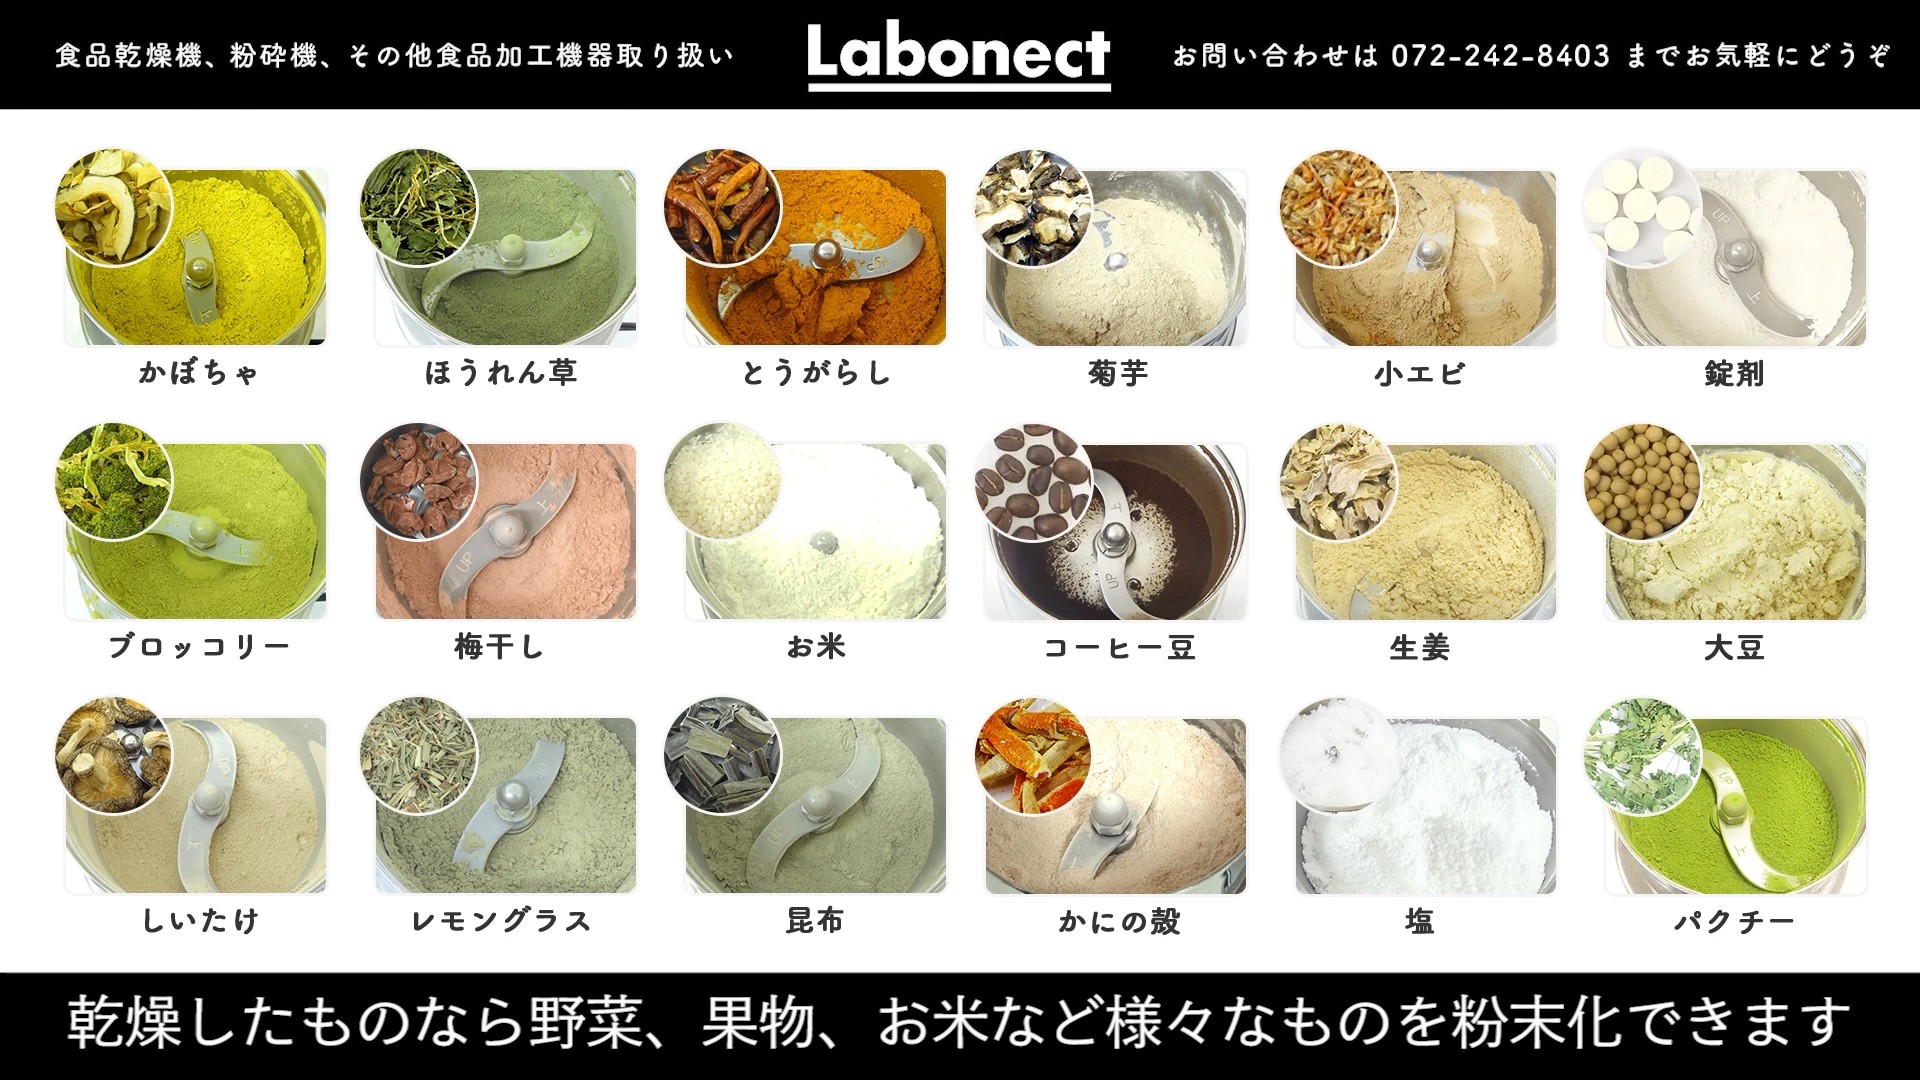 食品乾燥機、粉砕機、その他食品加工機器取り扱い
Labonect
お問い合わせは 072-242-8403 までお気軽にどうぞ
かぼちゃ
ほうれん草
とうがらし
菊芋
小エビ
錠剤
ブロッコリー
梅干し
お米
コーヒー豆
生姜
大豆
しいたけ
レモングラス
昆布
かにの殻
塩
パクチー
乾燥したものなら野菜、果物、お米など様々なものを粉末化できます